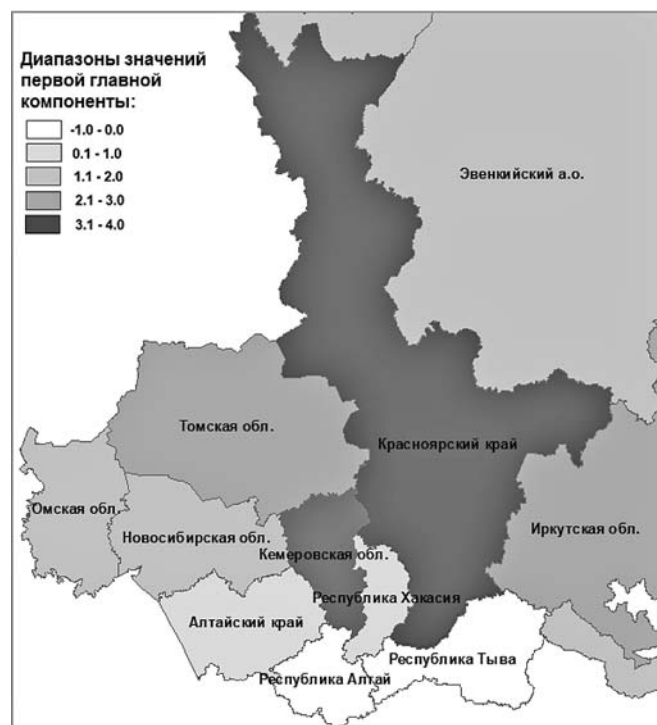 Диапазоны значений
первой главной
компоненты:
-1.0 - 0.0
0.1 - 1.0
1.1 - 2.0
2.1 - 3.0
3.1 - 4.0
Эвенкийский а.о.
Томская обл.
Красноярский край
Омская обл.
Новосибирская обл.
Иркутская обл.
Кемеровская обл.
Республика Хакасия
Алтайский край
Республика Тыва
Республика Алтай